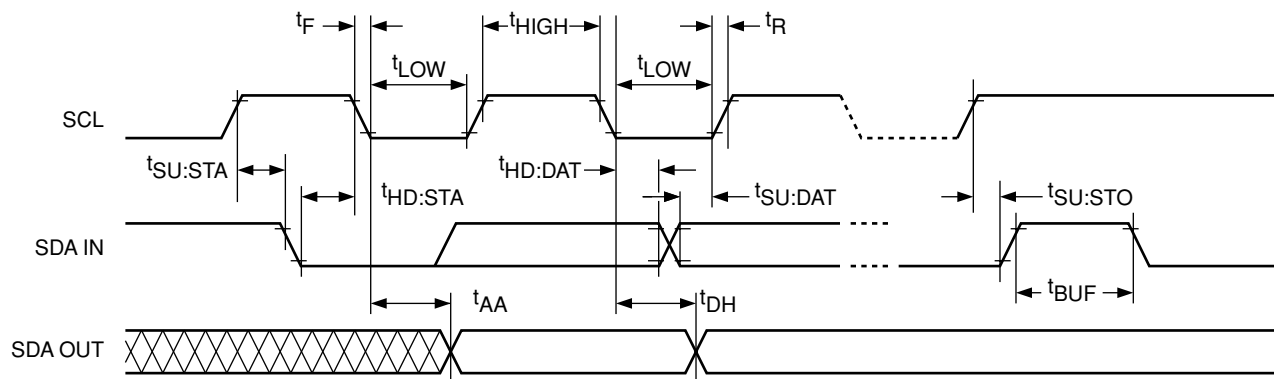 tF tHIGH tR
tLOW tLOW
SCL
tSU:STA tHD:STA tHD:DAT tSU:DAT tSU:STO
SDA IN
tAA tDH tBUF
SDA OUT